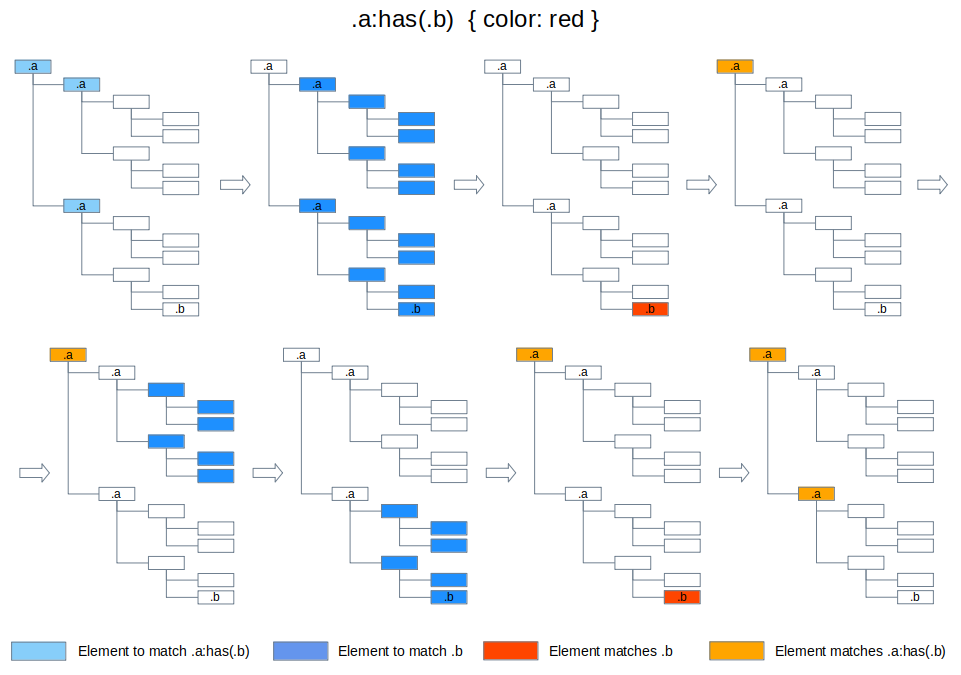 .a:has(.b)  { color: red }
.a .a .a .a
.a .a .a .a
.a .a .a .a
.b .b .b .b
.a .a .a .a
.a .a .a .a
.a .a .a .a
.b .b .b .b
Element to match .a:has(.b) Element to match .b Element matches .b Element matches .a:has(.b)